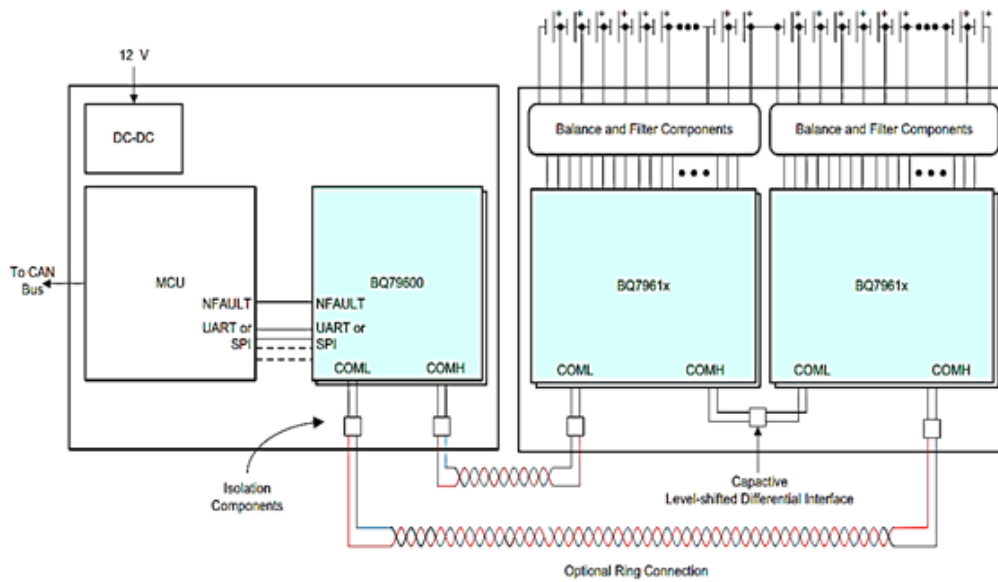 12 V
DC-DC
MCU
To CAN
Bus
NFAULT
UART or
SPI
BQ79600
NFAULT
UART or
SPI
COML
COMH
Isolation
Components
Balance and Filter Components
Balance and Filter Components
BQ7961x
BQ7961x
COML
COMH
COML
COMH
Capactive
Level-shifted Differential Interface
Optional Ring Connection